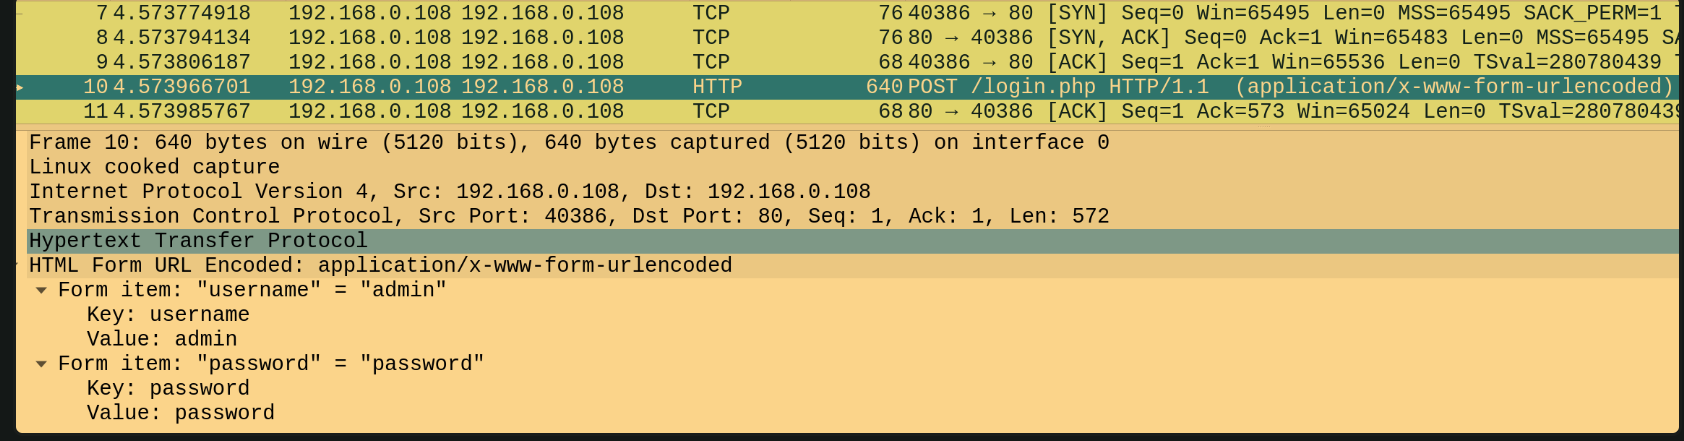 7 4.573774918 192.168.0.108 192.168.0.108 TCP 76 40386 → 80 [SYN] Seq=0 Win=65495 Len=0 MSS=65495 SACK_PERM=1
8 4.573794134 192.168.0.108 192.168.0.108 TCP 76 80 → 40386 [SYN, ACK] Seq=0 Ack=1 Win=65483 Len=0 MSS=65495
9 4.573806187 192.168.0.108 192.168.0.108 TCP 68 40386 → 80 [ACK] Seq=1 Ack=1 Win=65536 Len=0 TSval=280780439
10 4.573966701 192.168.0.108 192.168.0.108 HTTP 640 POST /login.php HTTP/1.1 (application/x-www-form-urlencoded)
11 4.573985767 192.168.0.108 192.168.0.108 TCP 68 80 → 40386 [ACK] Seq=1 Ack=573 Win=65024 Len=0 TSval=280780439
Frame 10: 640 bytes on wire (5120 bits), 640 bytes captured (5120 bits) on interface 0
Linux cooked capture
Internet Protocol Version 4, Src: 192.168.0.108, Dst: 192.168.0.108
Transmission Control Protocol, Src Port: 40386, Dst Port: 80, Seq: 1, Ack: 1, Len: 572
Hypertext Transfer Protocol
HTML Form URL Encoded: application/x-www-form-urlencoded
Form item: "username" = "admin"
Key: username
Value: admin
Form item: "password" = "password"
Key: password
Value: password